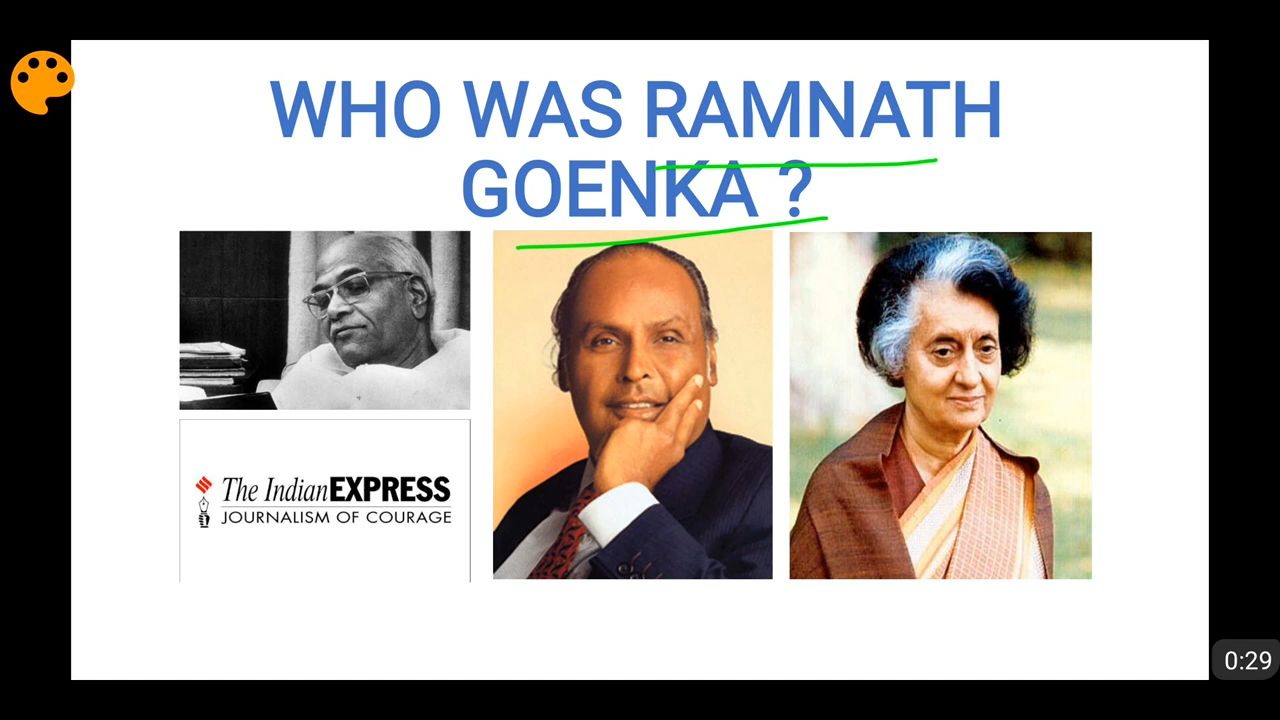 WHO WAS RAMNATH
GOENKA ?
The Indian EXPRESS
JOURNALISM OF COURAGE
0:29